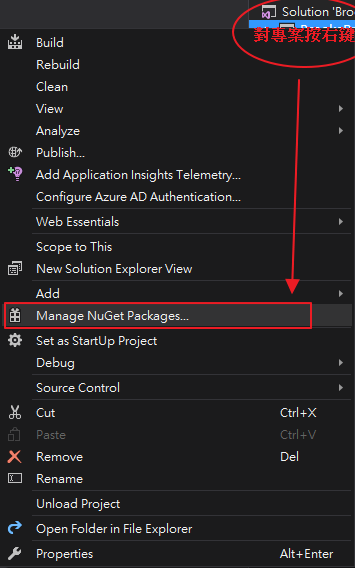 Solution 'Broo
對專案按右鍵
Build
Rebuild
Clean
View
Analyze
Publish...
Add Application Insights Telemetry...
Configure Azure AD Authentication...
Web Essentials
Scope to This
New Solution Explorer View
Add
Manage NuGet Packages...
Set as StartUp Project
Debug
Source Control
Cut Ctrl+X
Paste Ctrl+V
Remove Del
Rename
Unload Project
Open Folder in File Explorer
Properties Alt+Enter